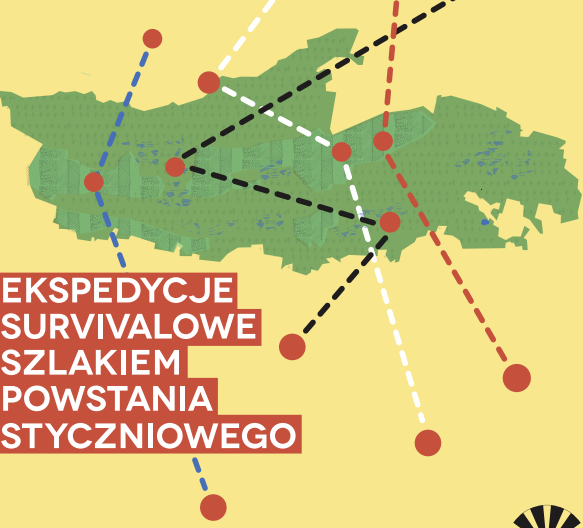 EKSPEDYCJE
SURVIVALOWE
SZLAKIEM
POWSTANIA
STYCZNIOWEGO